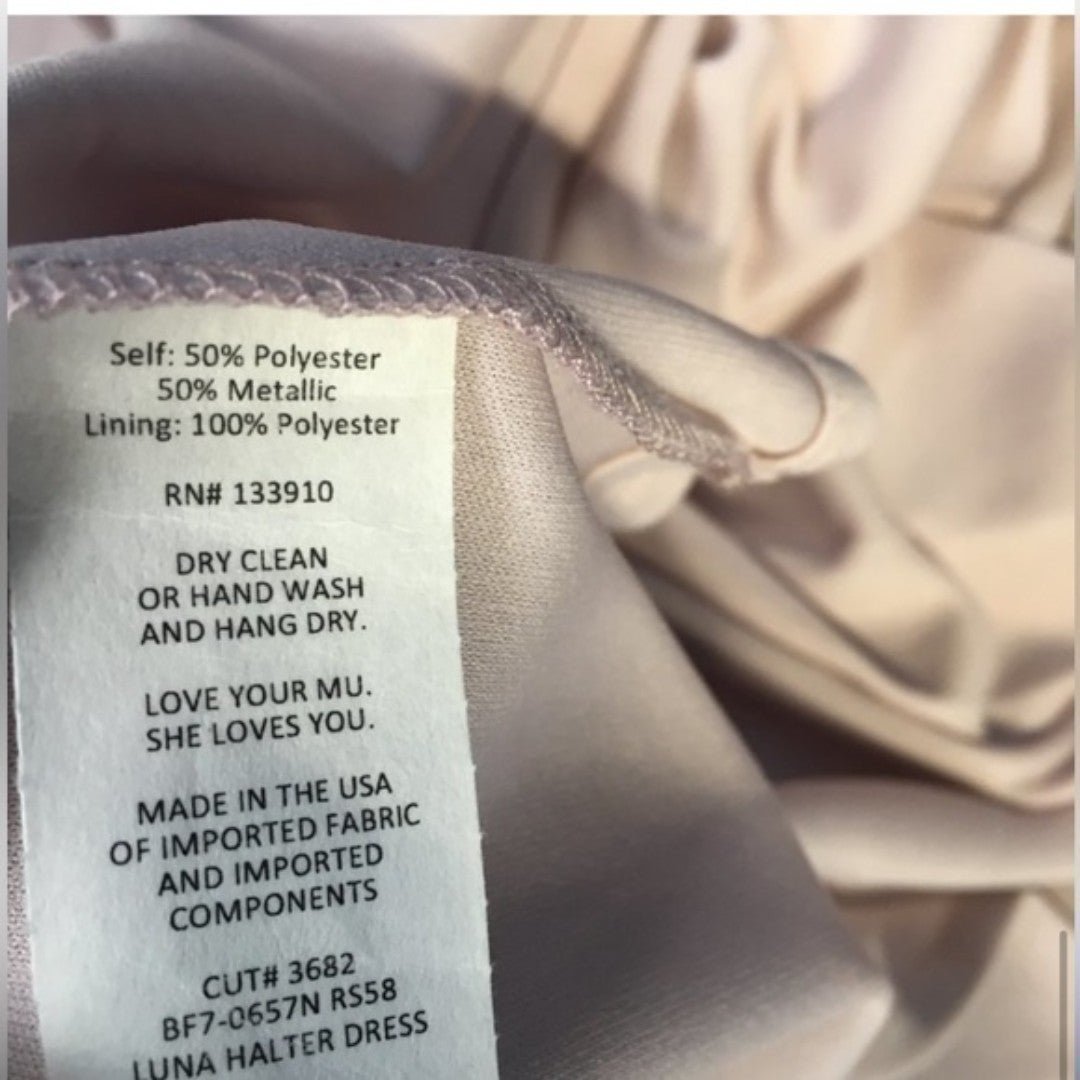 Self: 50% Polyester
50% Metallic
Lining: 100% Polyester
RN# 133910
DRY CLEAN
OR HAND WASH
AND HANG DRY.
LOVE YOUR MU.
SHE LOVES YOU.
MADE IN THE USA
OF IMPORTED FABRIC
AND IMPORTED
COMPONENTS
CUT# 3682
BF7-0657N RS58
LUNA HALTER DRESS